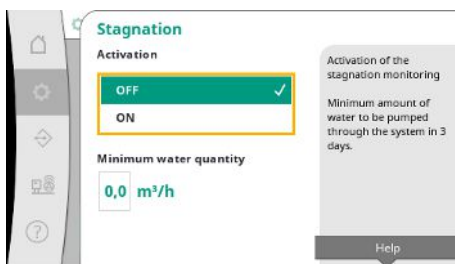 Stagnation
Activation
OFF
ON
Minimum water quantity
0,0 m³/h
Activation of the
stagnation monitoring
Minimum amount of
water to be pumped
through the system in 3
days.
Help